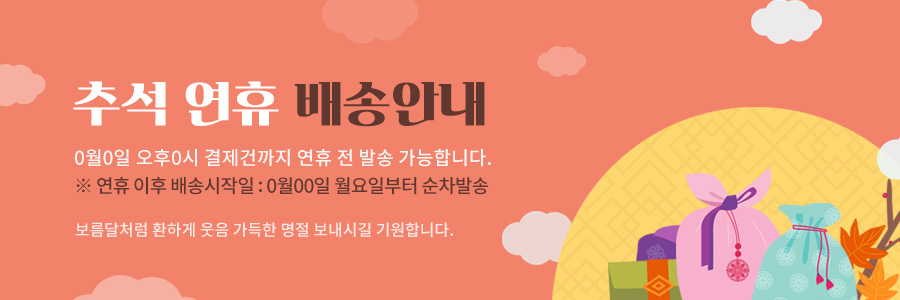 추석 연휴 배송안내
0월0일 오후0시 결제건까지 연휴 전 발송 가능합니다.
※ 연휴 이후 배송시작일 : 0월00일 월요일부터 순차발송
보름달처럼 환하게 웃음 가득한 명절 보내시길 기원합니다.